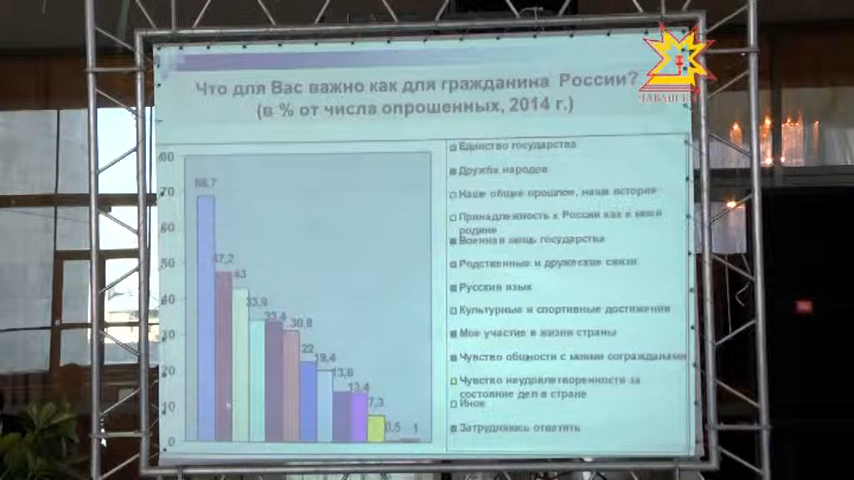 Что для Вас важно как для гражданина России?
(в % от числа опрошенных, 2014 г.)
80
70
60
50
40
30
20
10
0
68,7
47,2
43
33,9
33,4
30,8
22
19,4
13,6
13,4
7,3
0,5
1
Единство государства
Дружба народов
Наше общее прошлое, наша история
Принадлежность к России как к моей
родине
Военная мощь государства
Родственные и дружеские связи
Русский язык
Культурные и спортивные достижения
Мое участие в жизни страны
Чувство общности с моими согражданами
Чувство неудовлетворенности за
состояние дел в стране
Иное
Затрудняюсь ответить